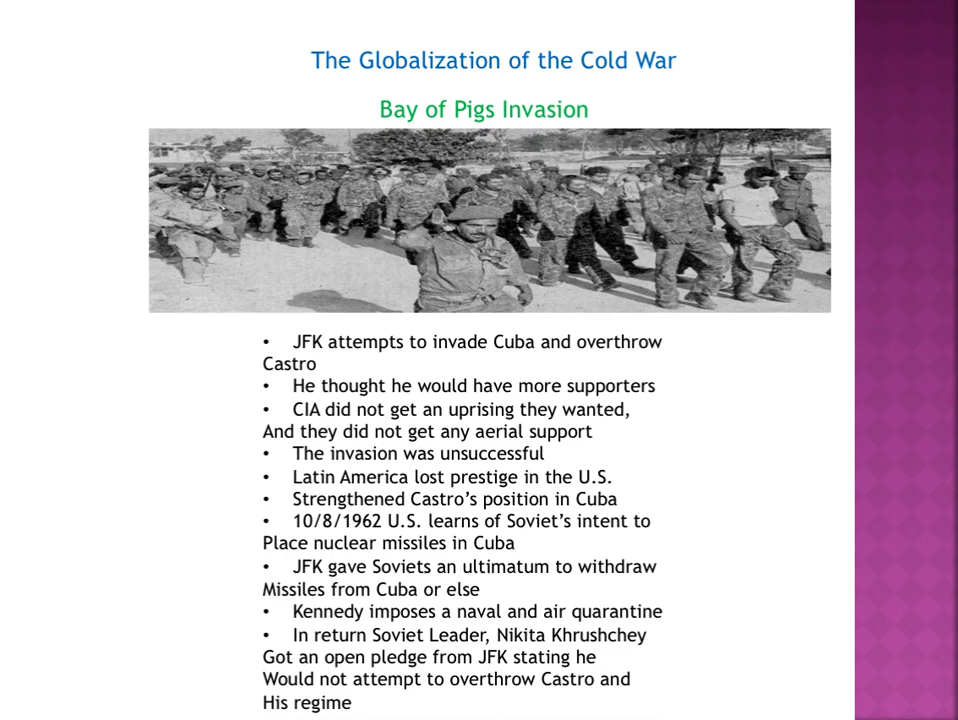 The Globalization of the Cold War
Bay of Pigs Invasion
• JFK attempts to invade Cuba and overthrow
Castro
• He thought he would have more supporters
• CIA did not get an uprising they wanted,
And they did not get any aerial support
• The invasion was unsuccessful
• Latin America lost prestige in the U.S.
• Strengthened Castro’s position in Cuba
• 10/8/1962 U.S. learns of Soviet’s intent to
Place nuclear missiles in Cuba
• JFK gave Soviets an ultimatum to withdraw
Missiles from Cuba or else
• Kennedy imposes a naval and air quarantine
• In return Soviet Leader, Nikita Khrushchey
Got an open pledge from JFK stating he
Would not attempt to overthrow Castro and
His regime